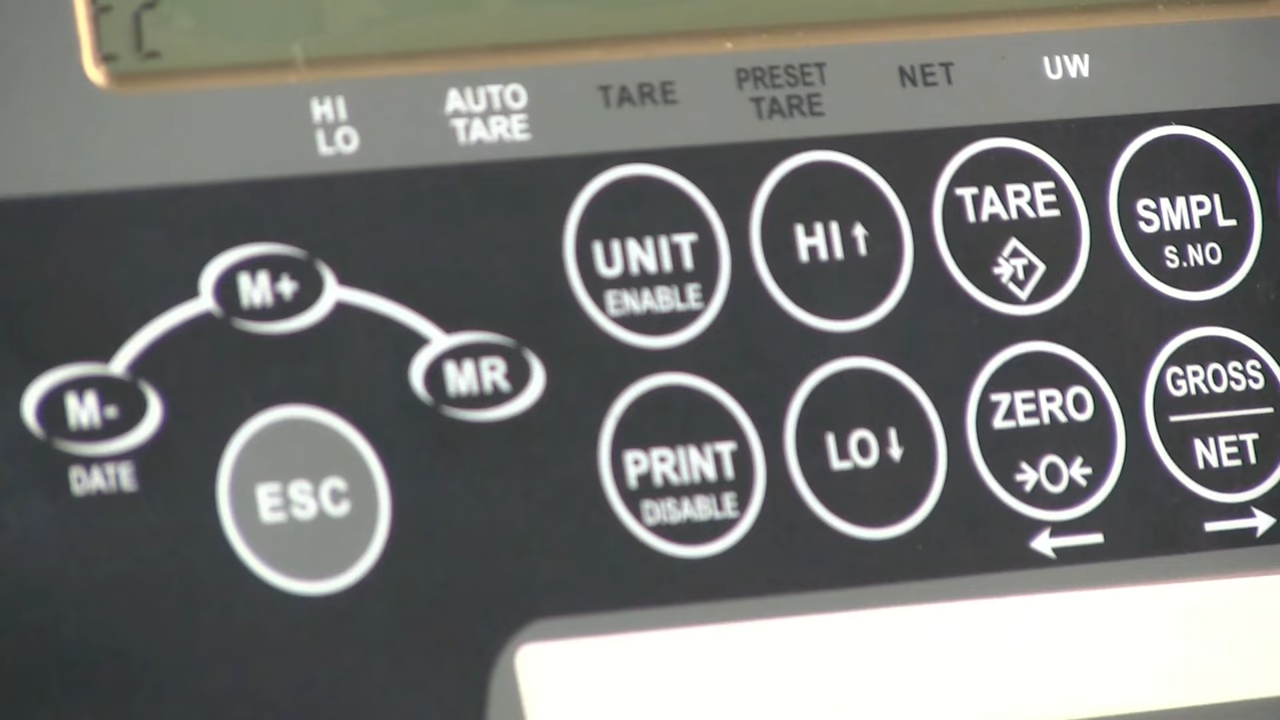 HI
LO
AUTO
TARE
TARE
PRESET
TARE
NET
UW
M+
M-
DATE
MR
ESC
UNIT
ENABLE
HI↑
TARE
T
SMPL
S.NO
PRINT
DISABLE
LO↓
ZERO
→O←
←
GROSS
NET
→